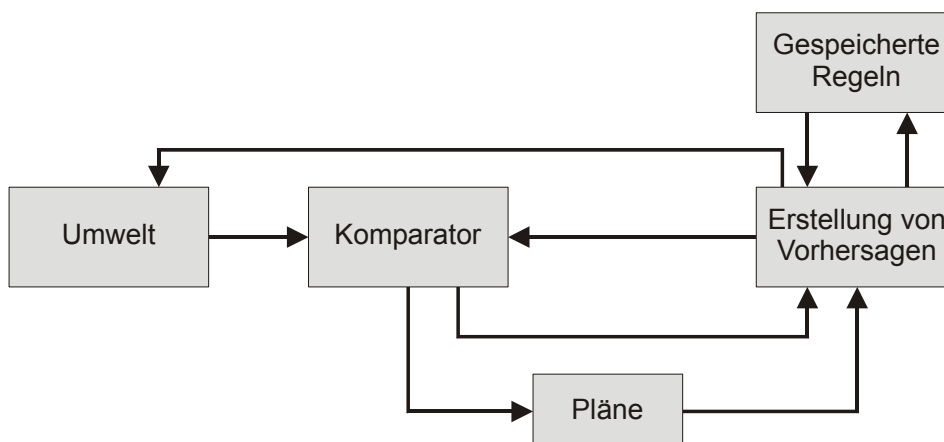 Gespeicherte
Regeln
Umwelt
Komparator
Erstellung von
Vorhersagen
Pläne